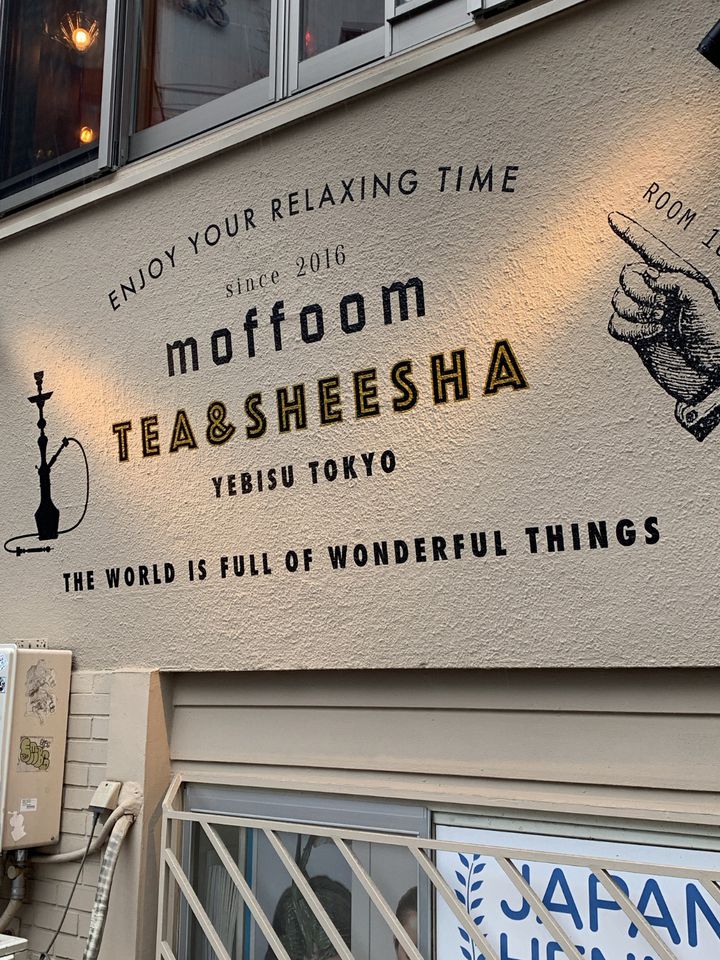 ENJOY YOUR RELAXING TIME
since 2016
moffoom
TEA&SHEESHA
YEBISU TOKYO
THE WORLD IS FULL OF WONDERFUL THINGS
ROOM
JAPAN